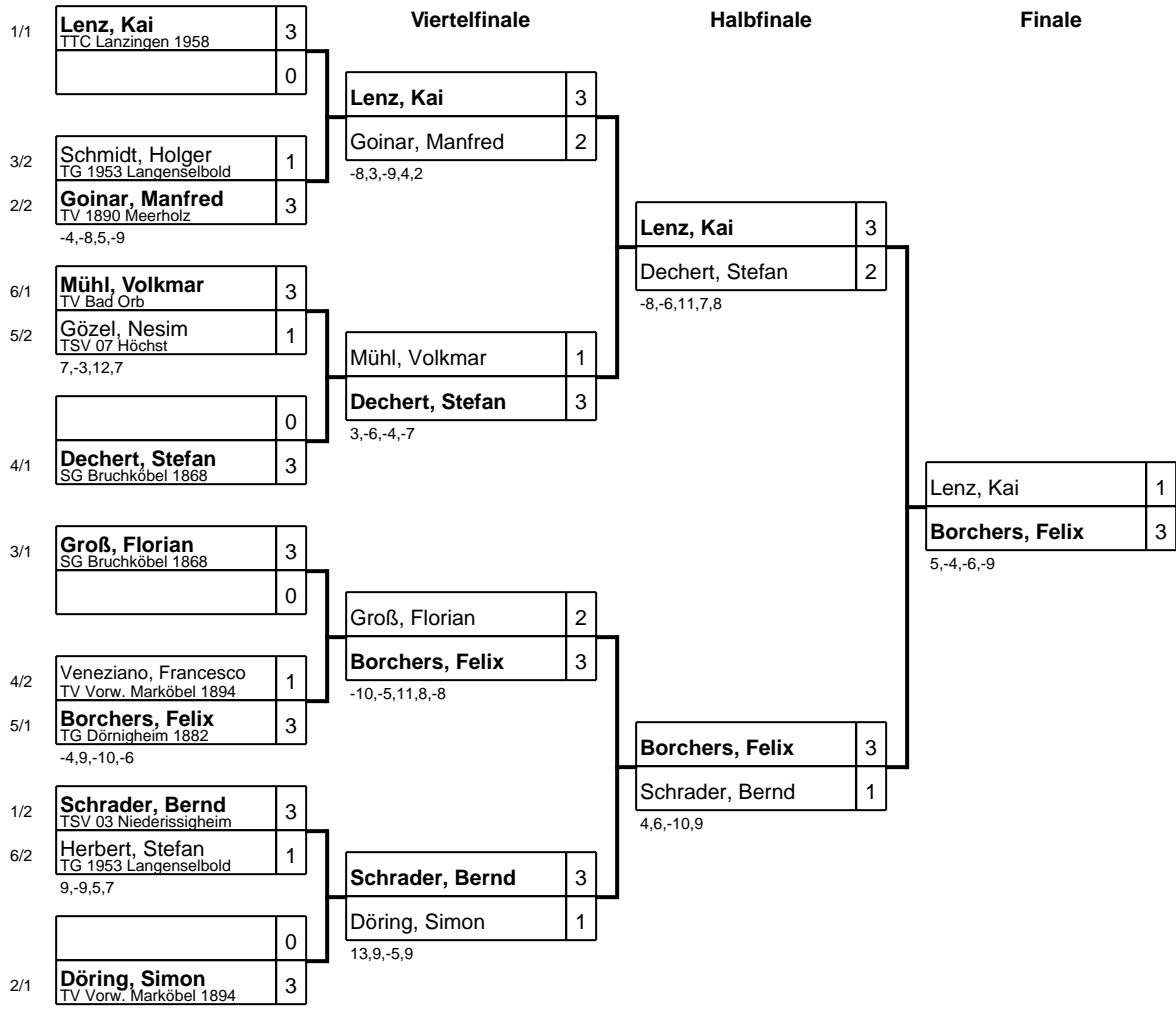 Viertelfinale
Halbfinale
Finale
1/1
Lenz, Kai
TTC Lanzingen 1958
3
0
3/2
Schmidt, Holger
TG 1953 Langenselbold
1
2/2
Goinar, Manfred
TV 1890 Meerholz
3
-4,-8,5,-9
6/1
Mühl, Volkmar
TV Bad Orb
3
5/2
Gözel, Nesim
TSV 07 Höchst
1
7,-3,12,7
0
4/1
Dechert, Stefan
SG Bruchköbel 1868
3
3/1
Groß, Florian
SG Bruchköbel 1868
3
0
4/2
Veneziano, Francesco
TV Vorw. Marköbel 1894
1
5/1
Borchers, Felix
TG Dörnigheim 1882
3
-4,9,-10,-6
1/2
Schrader, Bernd
TSV 03 Niederissigheim
3
6/2
Herbert, Stefan
TG 1953 Langenselbold
1
9,-9,5,7
0
2/1
Döring, Simon
TV Vorw. Marköbel 1894
3
Lenz, Kai
3
Goinar, Manfred
2
-8,3,-9,4,2
Mühl, Volkmar
1
Dechert, Stefan
3
3,-6,-4,-7
Groß, Florian
2
Borchers, Felix
3
-10,-5,11,8,-8
Schrader, Bernd
3
Döring, Simon
1
13,9,-5,9
Lenz, Kai
3
Dechert, Stefan
2
-8,-6,11,7,8
Borchers, Felix
3
Schrader, Bernd
1
4,6,-10,9
Lenz, Kai
1
Borchers, Felix
3
5,-4,-6,-9